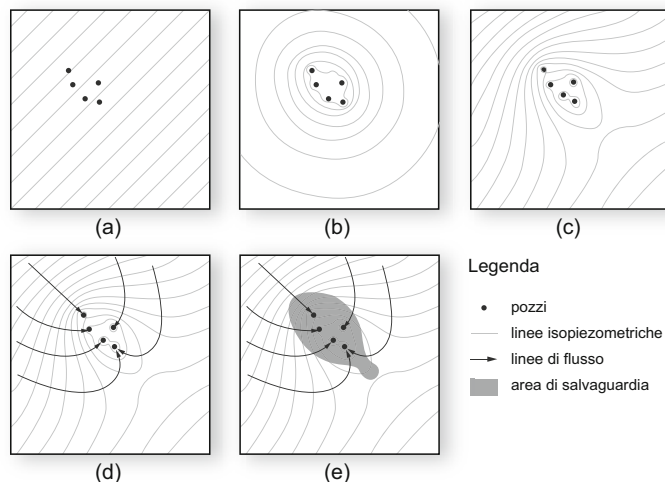 (a)
(b)
(c)
Legenda
pozzi
linee isopiezometriche
linee di flusso
area di salvaguardia
(d)
(e)